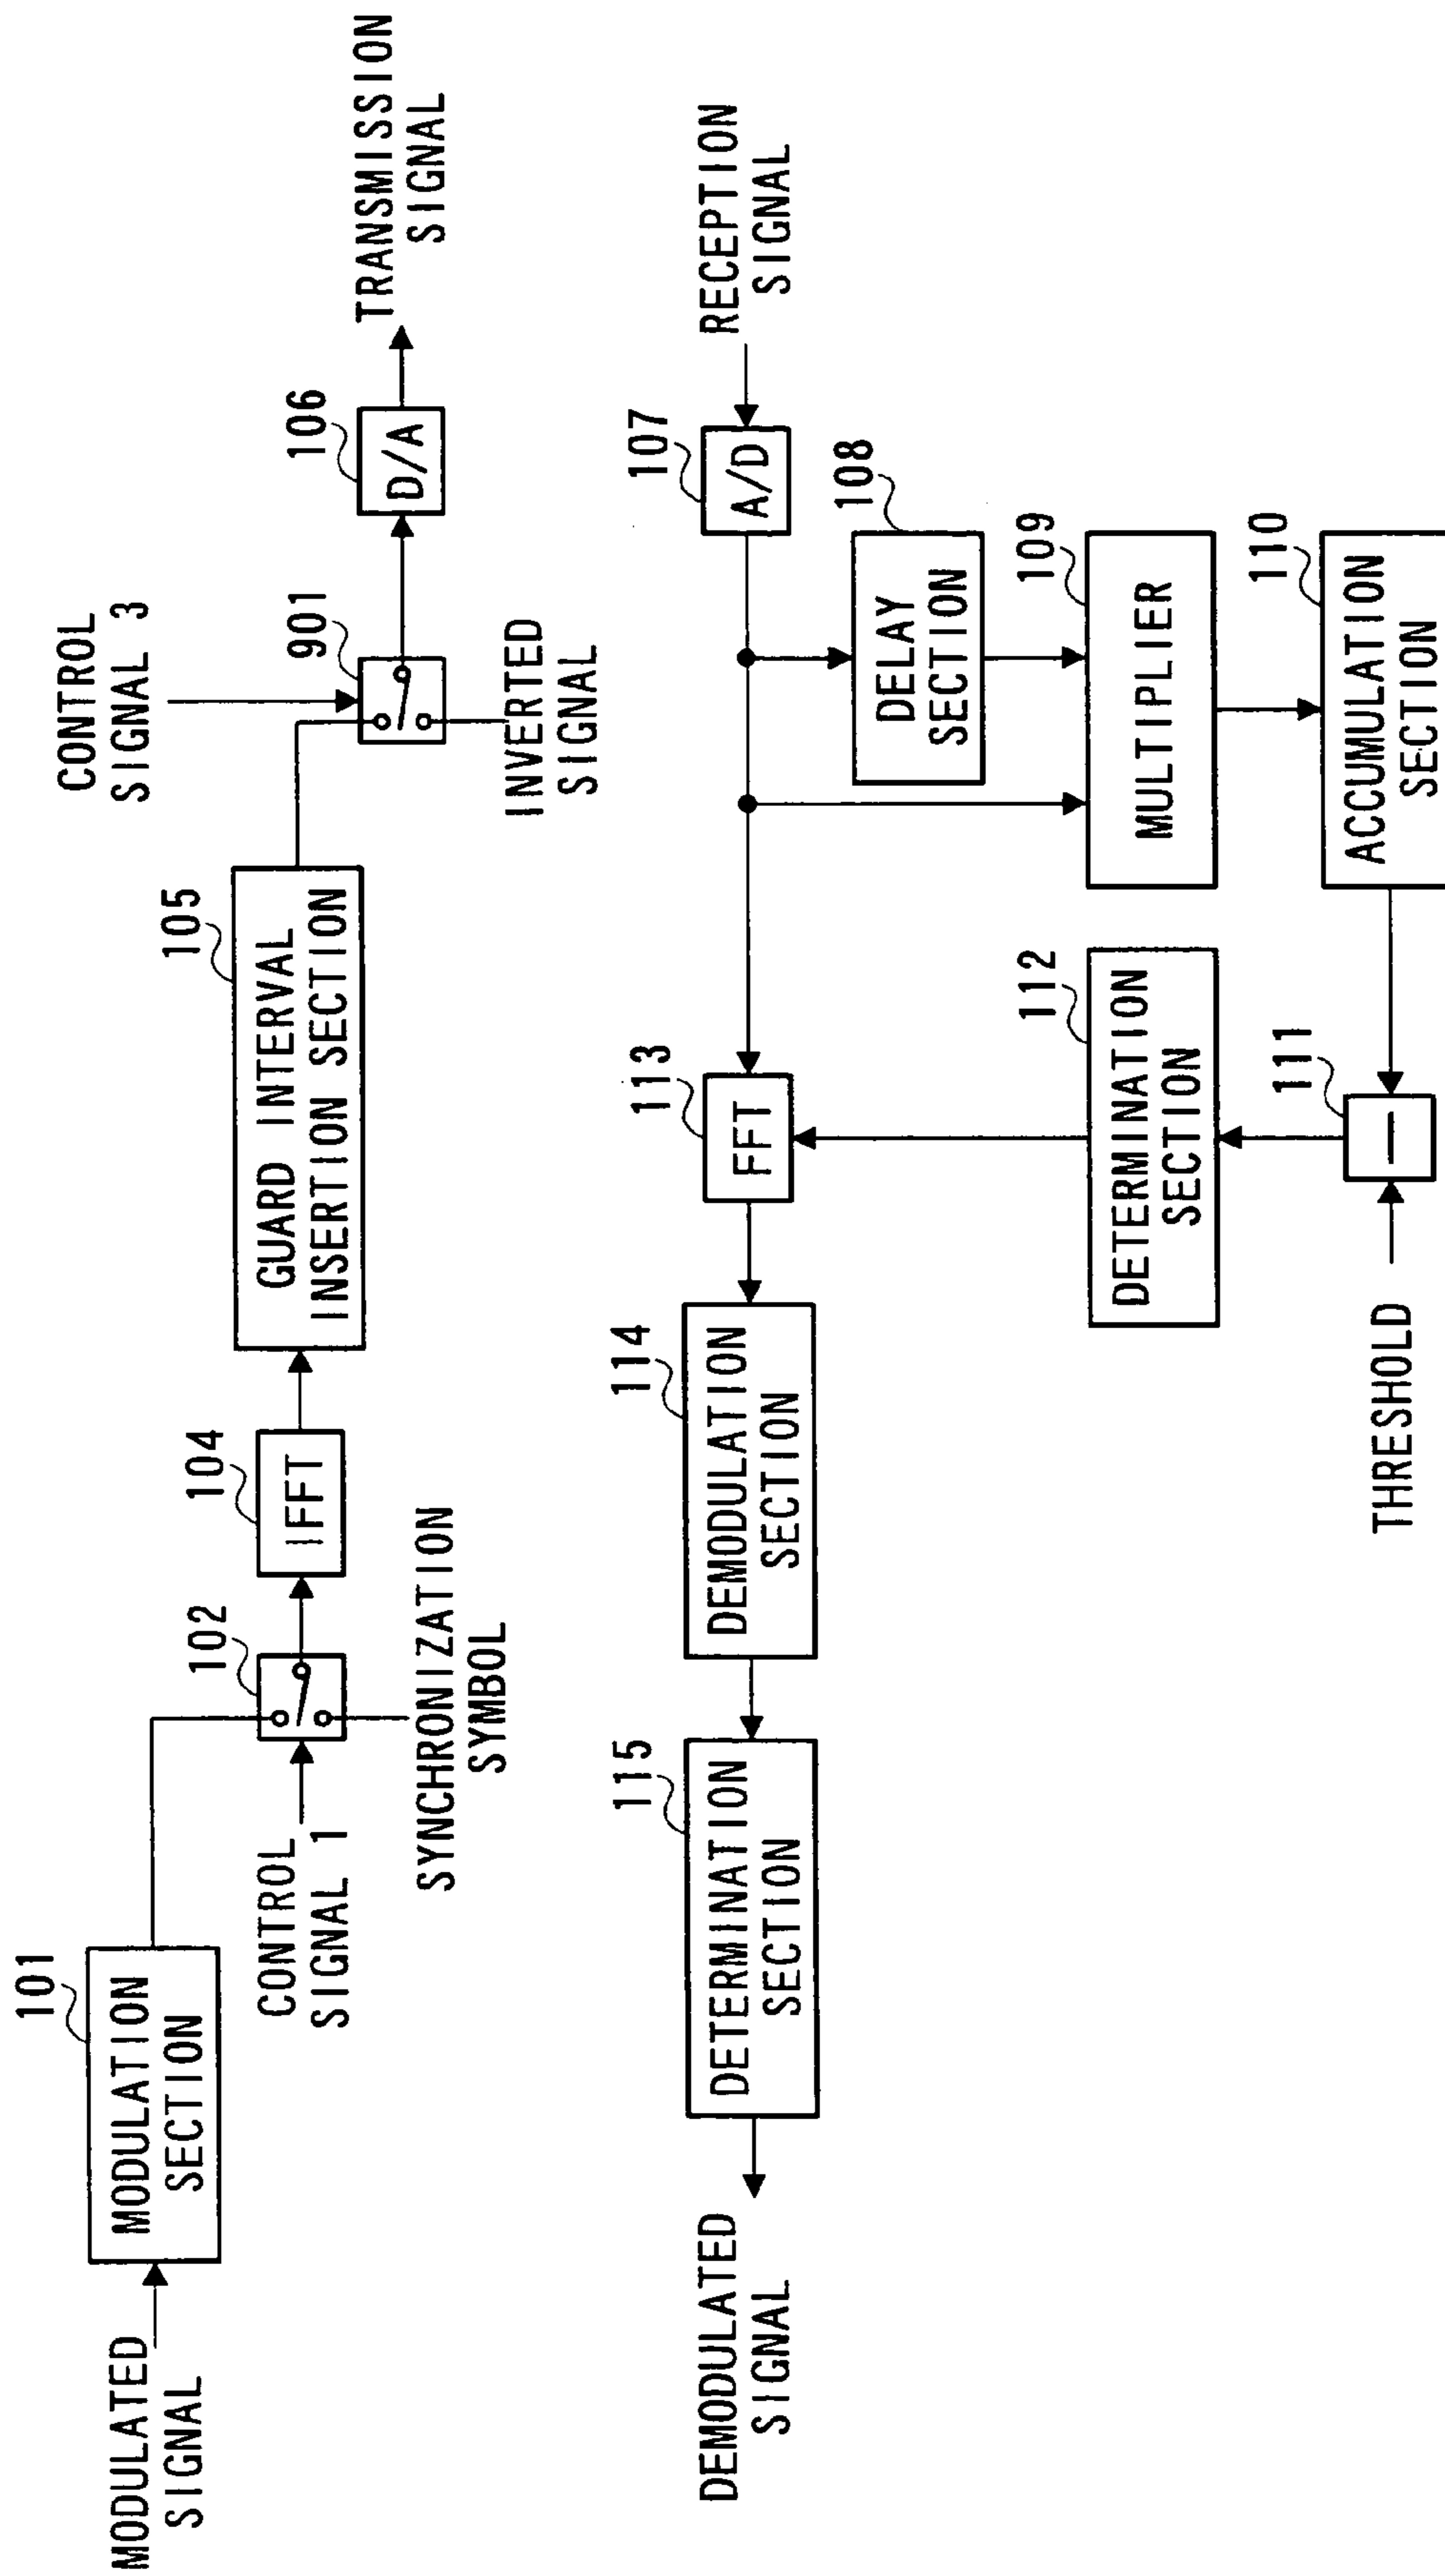 MODULATED
SIGNAL
101
MODULATION
SECTION
CONTROL
SIGNAL 1
102
SYNCHRONIZATION
SYMBOL
104
IFFT
105
GUARD INTERVAL
INSERTION SECTION
CONTROL
SIGNAL 3
901
INVERTED
SIGNAL
106
D/A
TRANSMISSION
SIGNAL
DEMODULATED
SIGNAL
115
DETERMINATION
SECTION
114
DEMODULATION
SECTION
113
FFT
107
A/D
RECEPTION
SIGNAL
108
DELAY
SECTION
109
MULTIPLIER
112
DETERMINATION
SECTION
110
ACCUMULATION
SECTION
111
THRESHOLD